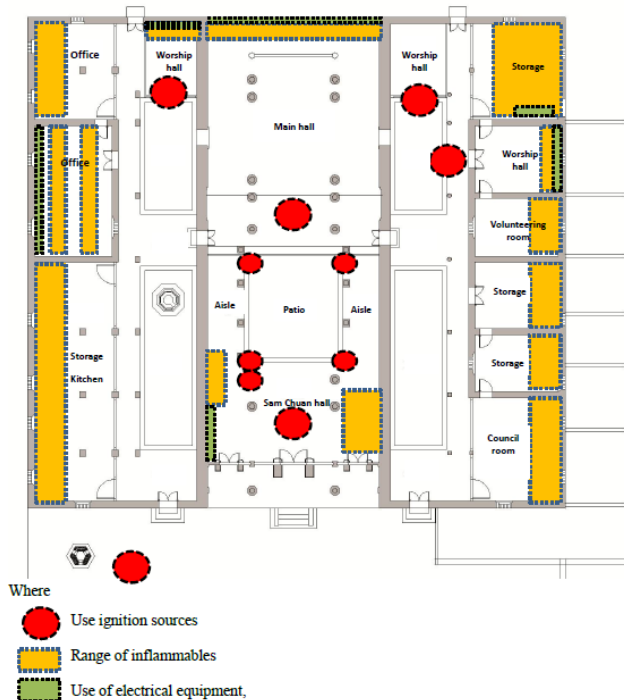 Office
Worship
hall
Worship
hall
Storage
Main hall
Office
Worship
hall
Volunteering
room
Storage
Aisle
Patio
Aisle
Storage
Kitchen
Storage
Sam Chuan hall
Council
room
Where
Use ignition sources
Range of inflammables
Use of electrical equipment,